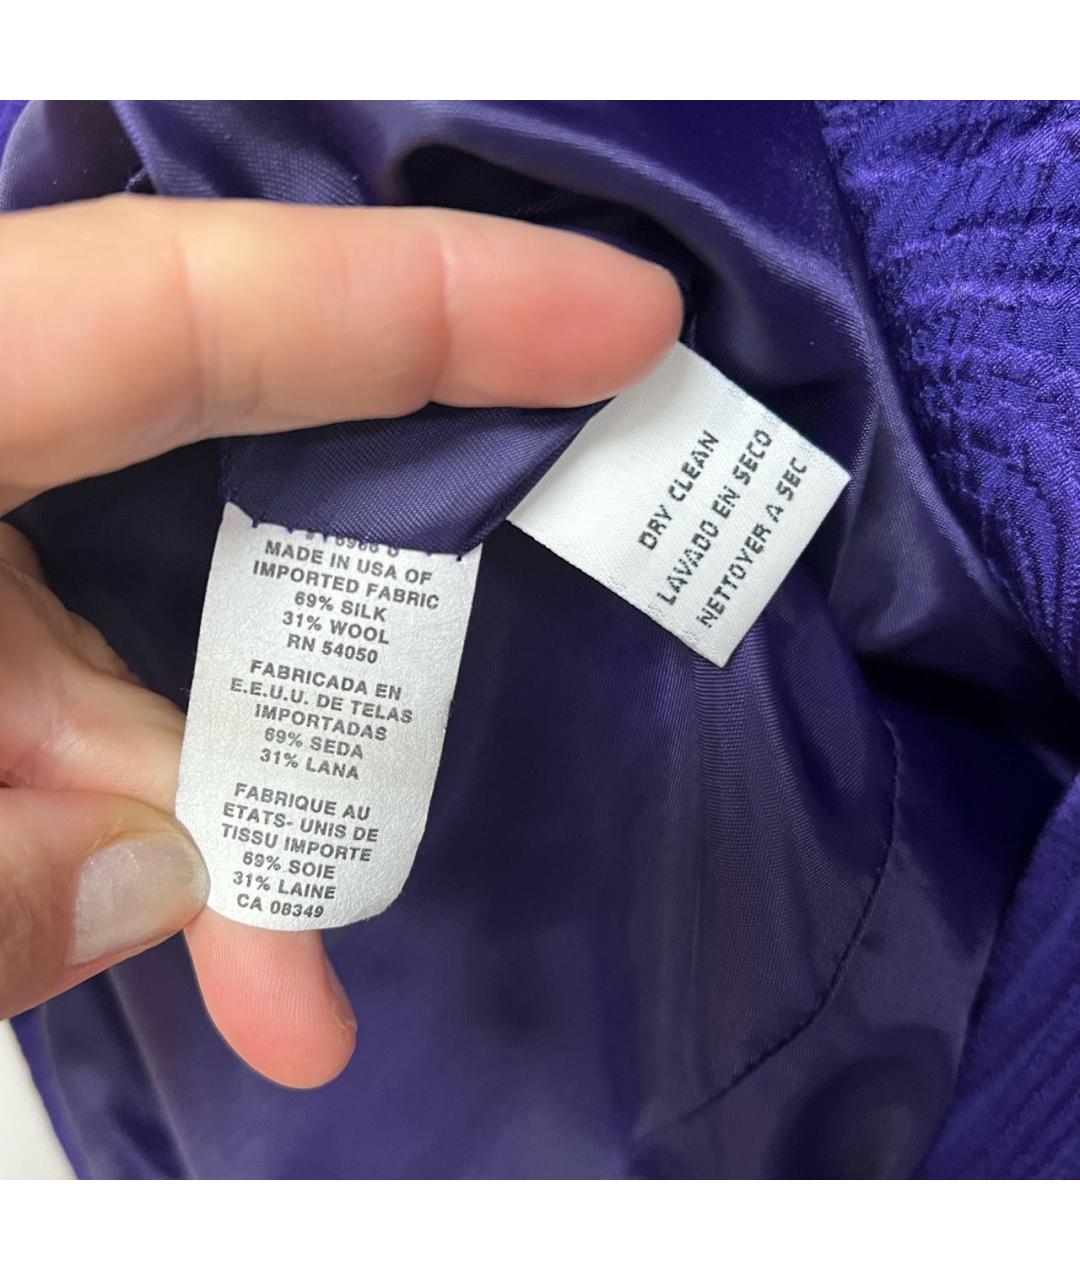 MADE IN USA OF
IMPORTED FABRIC
69% SILK
31% WOOL
RN 54050
FABRICADA EN
E.E.U.U. DE TELAS
IMPORTADAS
69% SEDA
31% LANA
FABRIQUE AU
ETATS- UNIS DE
TISSU IMPORTE
69% SOIE
31% LAINE
CA 08349
DRY CLEAN
LAVADO EN SECO
NETTOYER A SEC